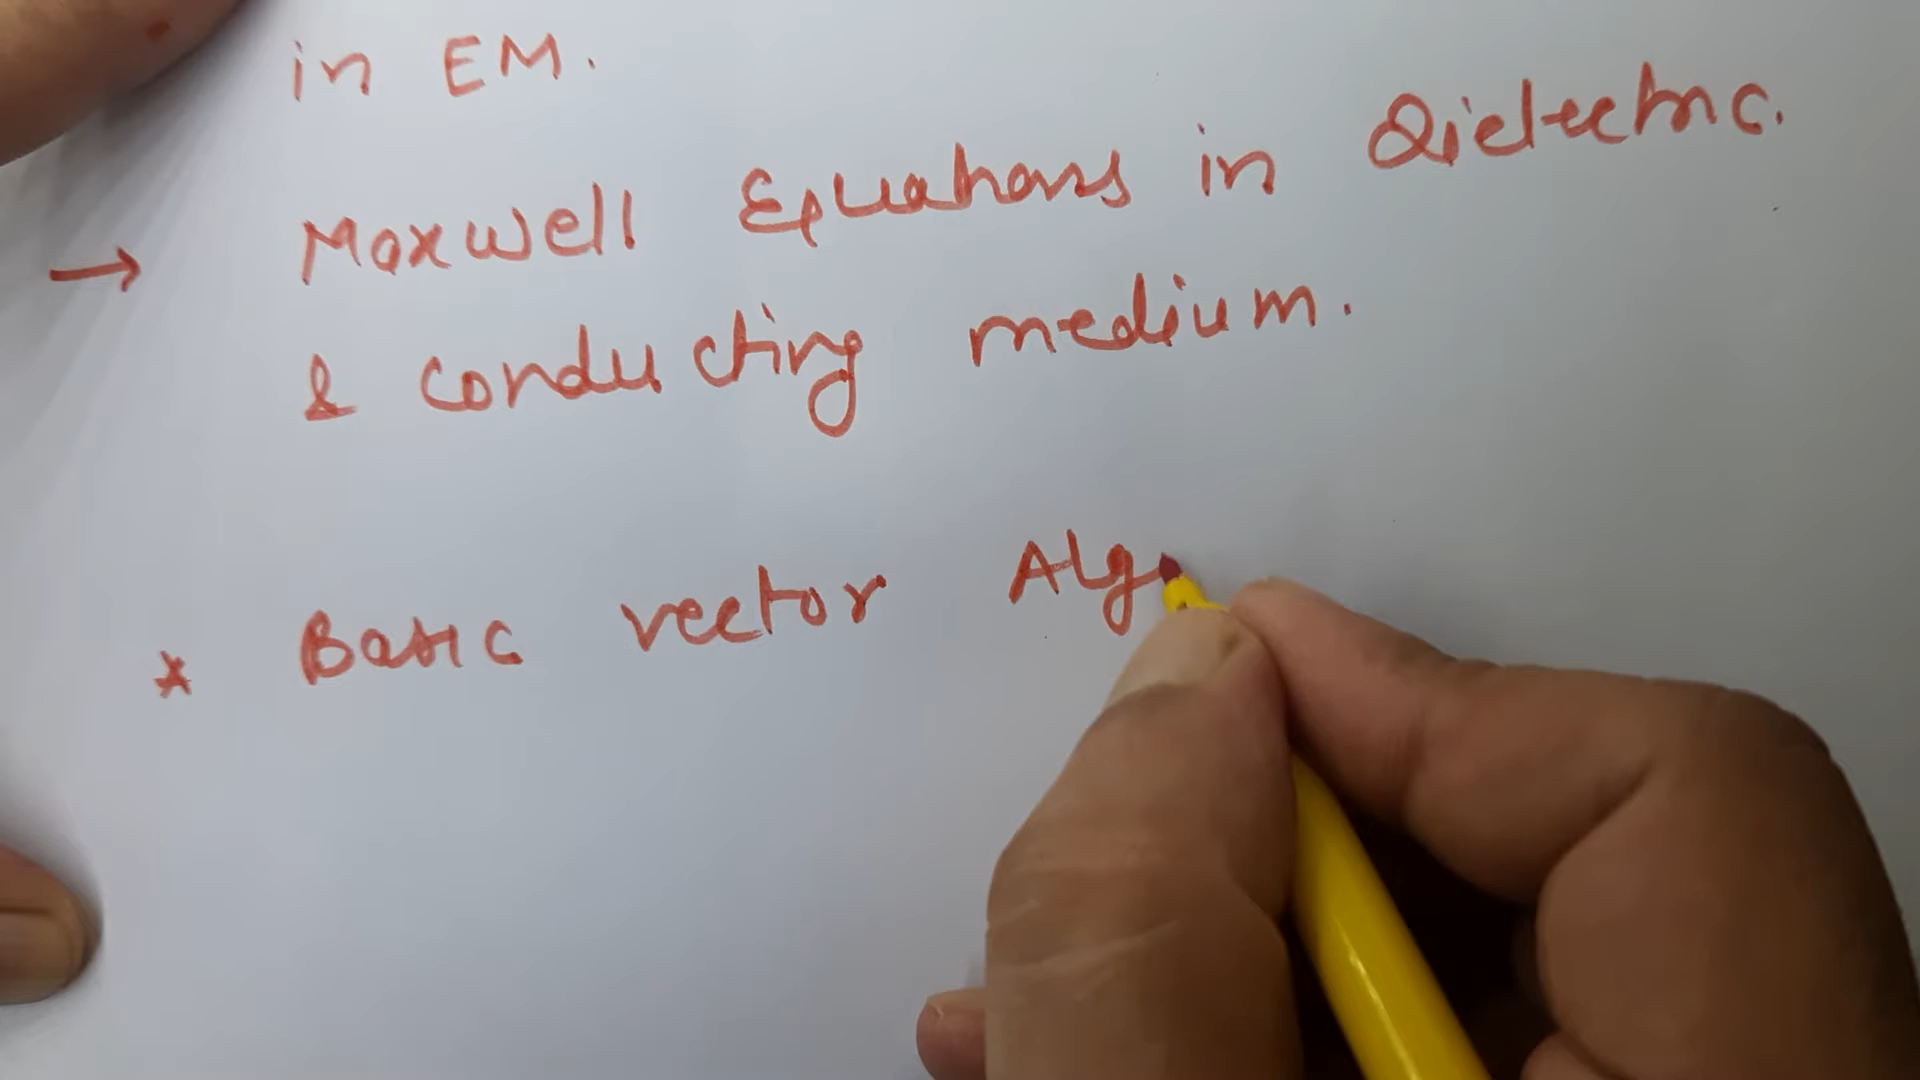 in EM.
→ Maxwell Equations in Dielectric.
& conducting medium.
* Basic vector Alg